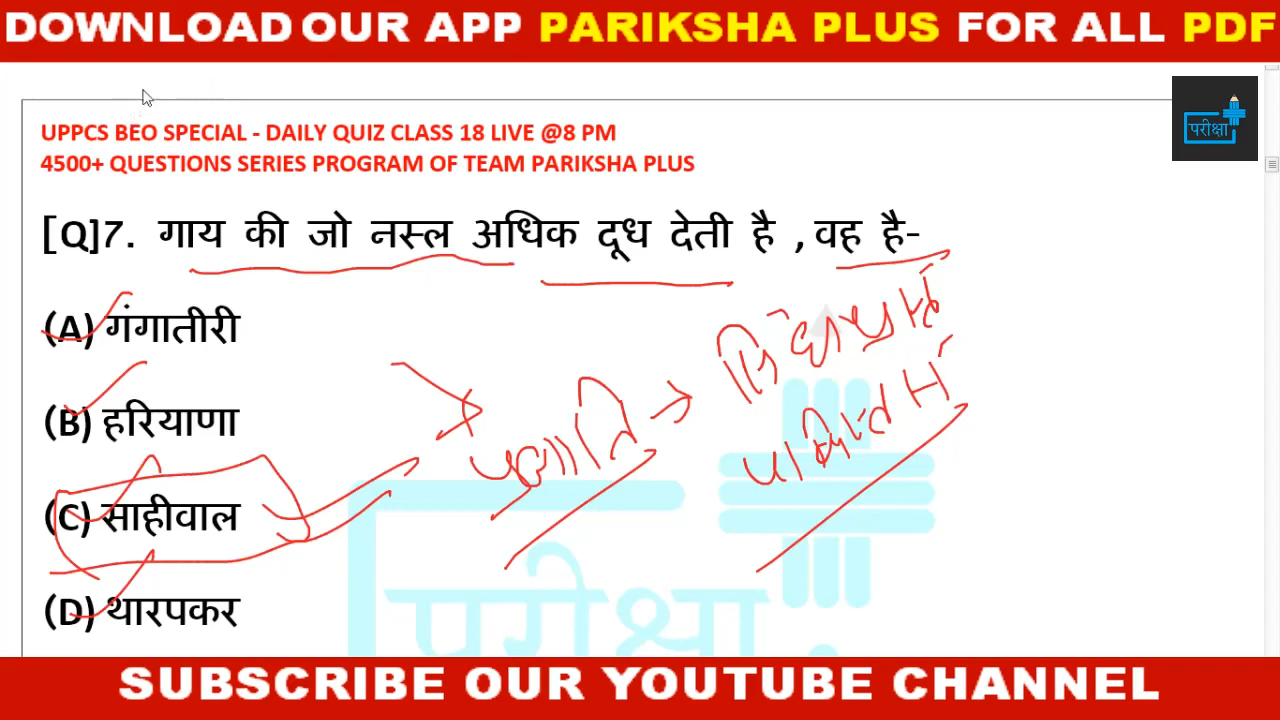 DOWNLOAD OUR APP PARIKSHA PLUS FOR ALL PDF
परीक्षा
UPPCS BEO SPECIAL - DAILY QUIZ CLASS 18 LIVE @8 PM
4500+ QUESTIONS SERIES PROGRAM OF TEAM PARIKSHA PLUS
[Q]7. गाय की जो नस्ल अधिक दूध देती है , वह है-
(A) गंगातीरी
(B) हरियाणा
(C) साहीवाल
(D) थारपकर
परीक्षा
SUBSCRIBE OUR YOUTUBE CHANNEL